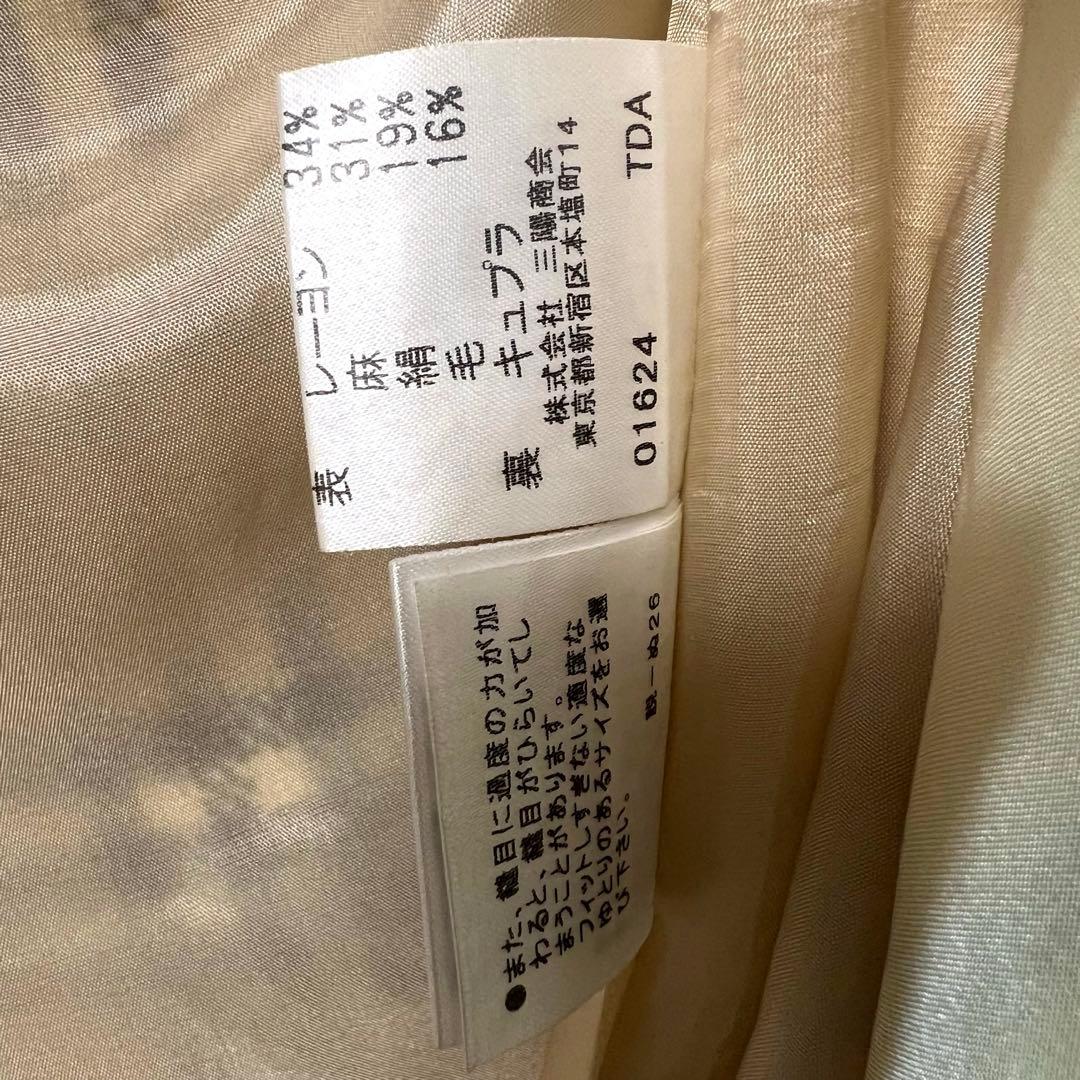 表 レーヨン 34%
麻 31%
絹 19%
毛 16%
裏 キュプラ
株式会社 三陽商会
東京都新宿区本塩町14
01624 TDA
●また、縫目に過度の力が加
わると、縫目がひらいてし
まうことがあります。
フィットしすぎない適度な
ゆとりのあるサイズをお選
び下さい。
既-ぬ26